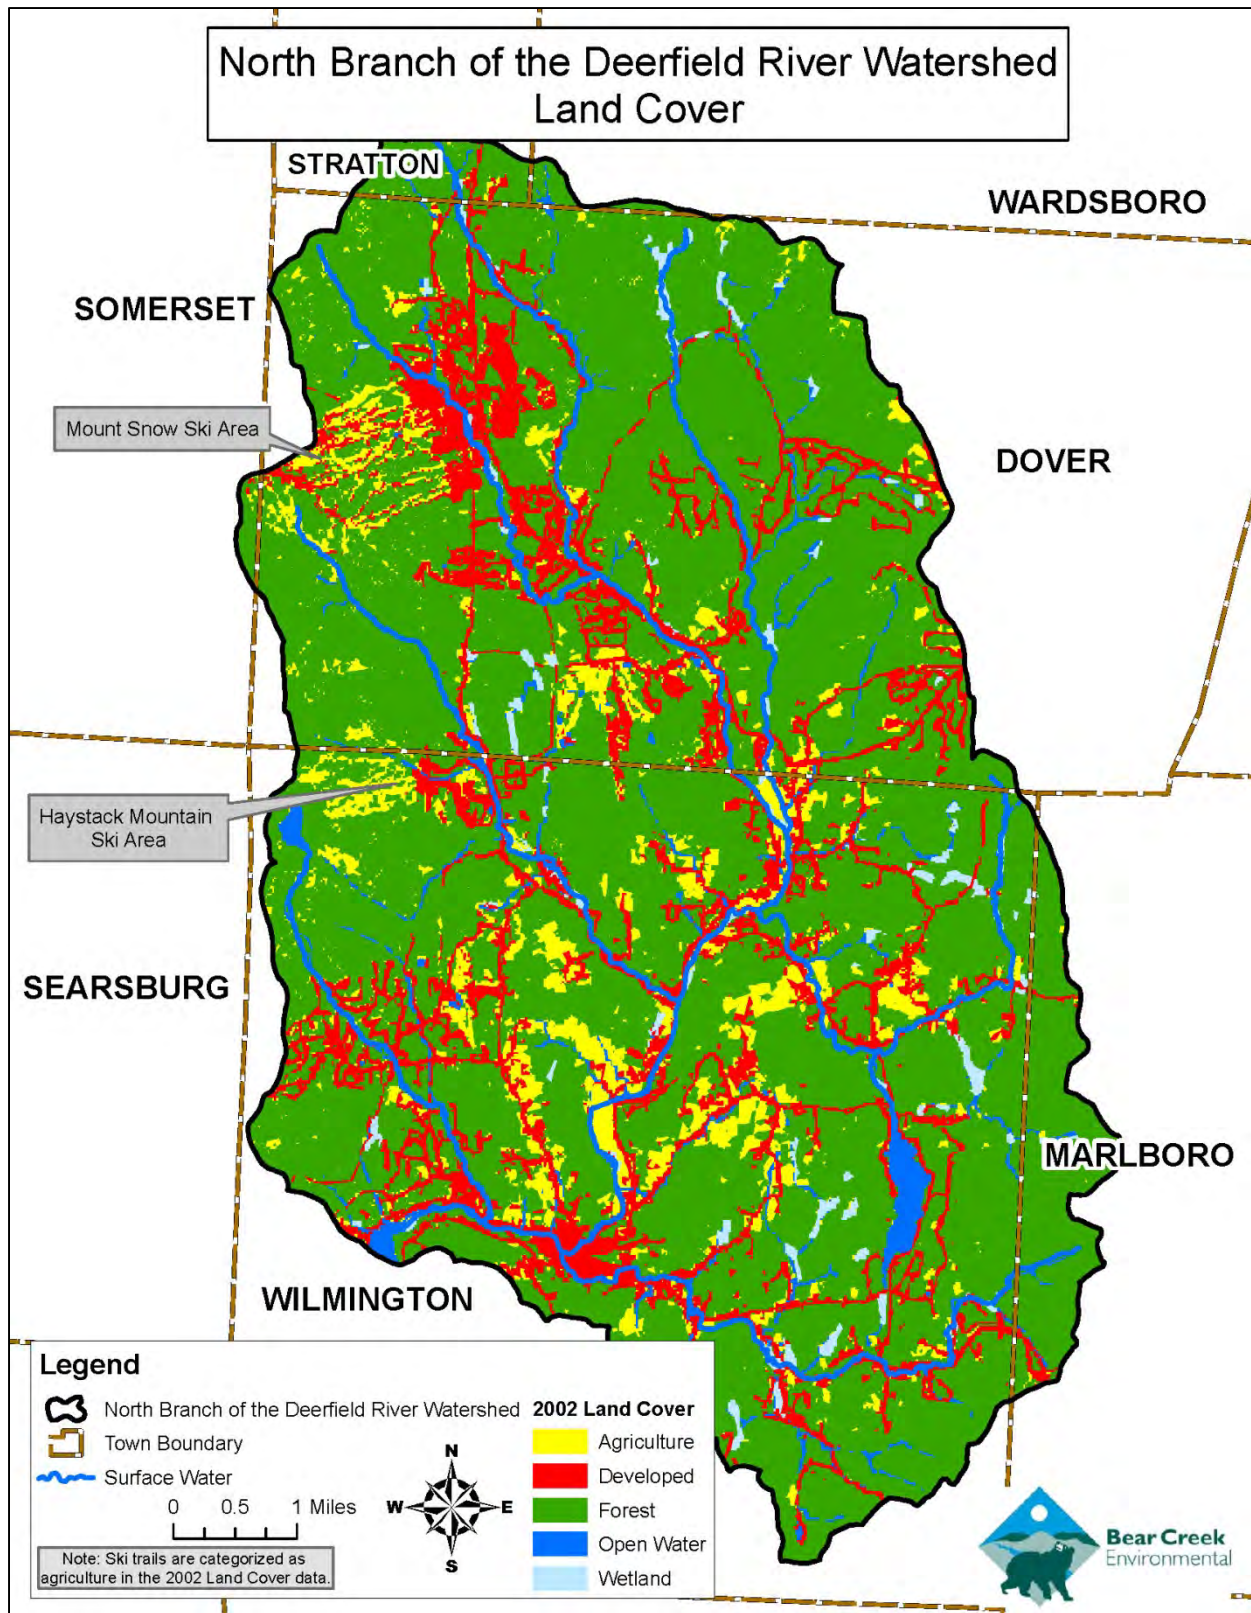 North Branch of the Deerfield River Watershed
Land Cover
STRATTON
WARDSBORO
SOMERSET
Mount Snow Ski Area
DOVER
Haystack Mountain
Ski Area
SEARSBURG
MARLBORO
WILMINGTON
Legend
North Branch of the Deerfield River Watershed
Town Boundary
Surface Water
0 0.5 1 Miles
Note: Ski trails are categorized as
agriculture in the 2002 Land Cover data.
N
W E
S
2002 Land Cover
Agriculture
Developed
Forest
Open Water
Wetland
Bear Creek
Environmental